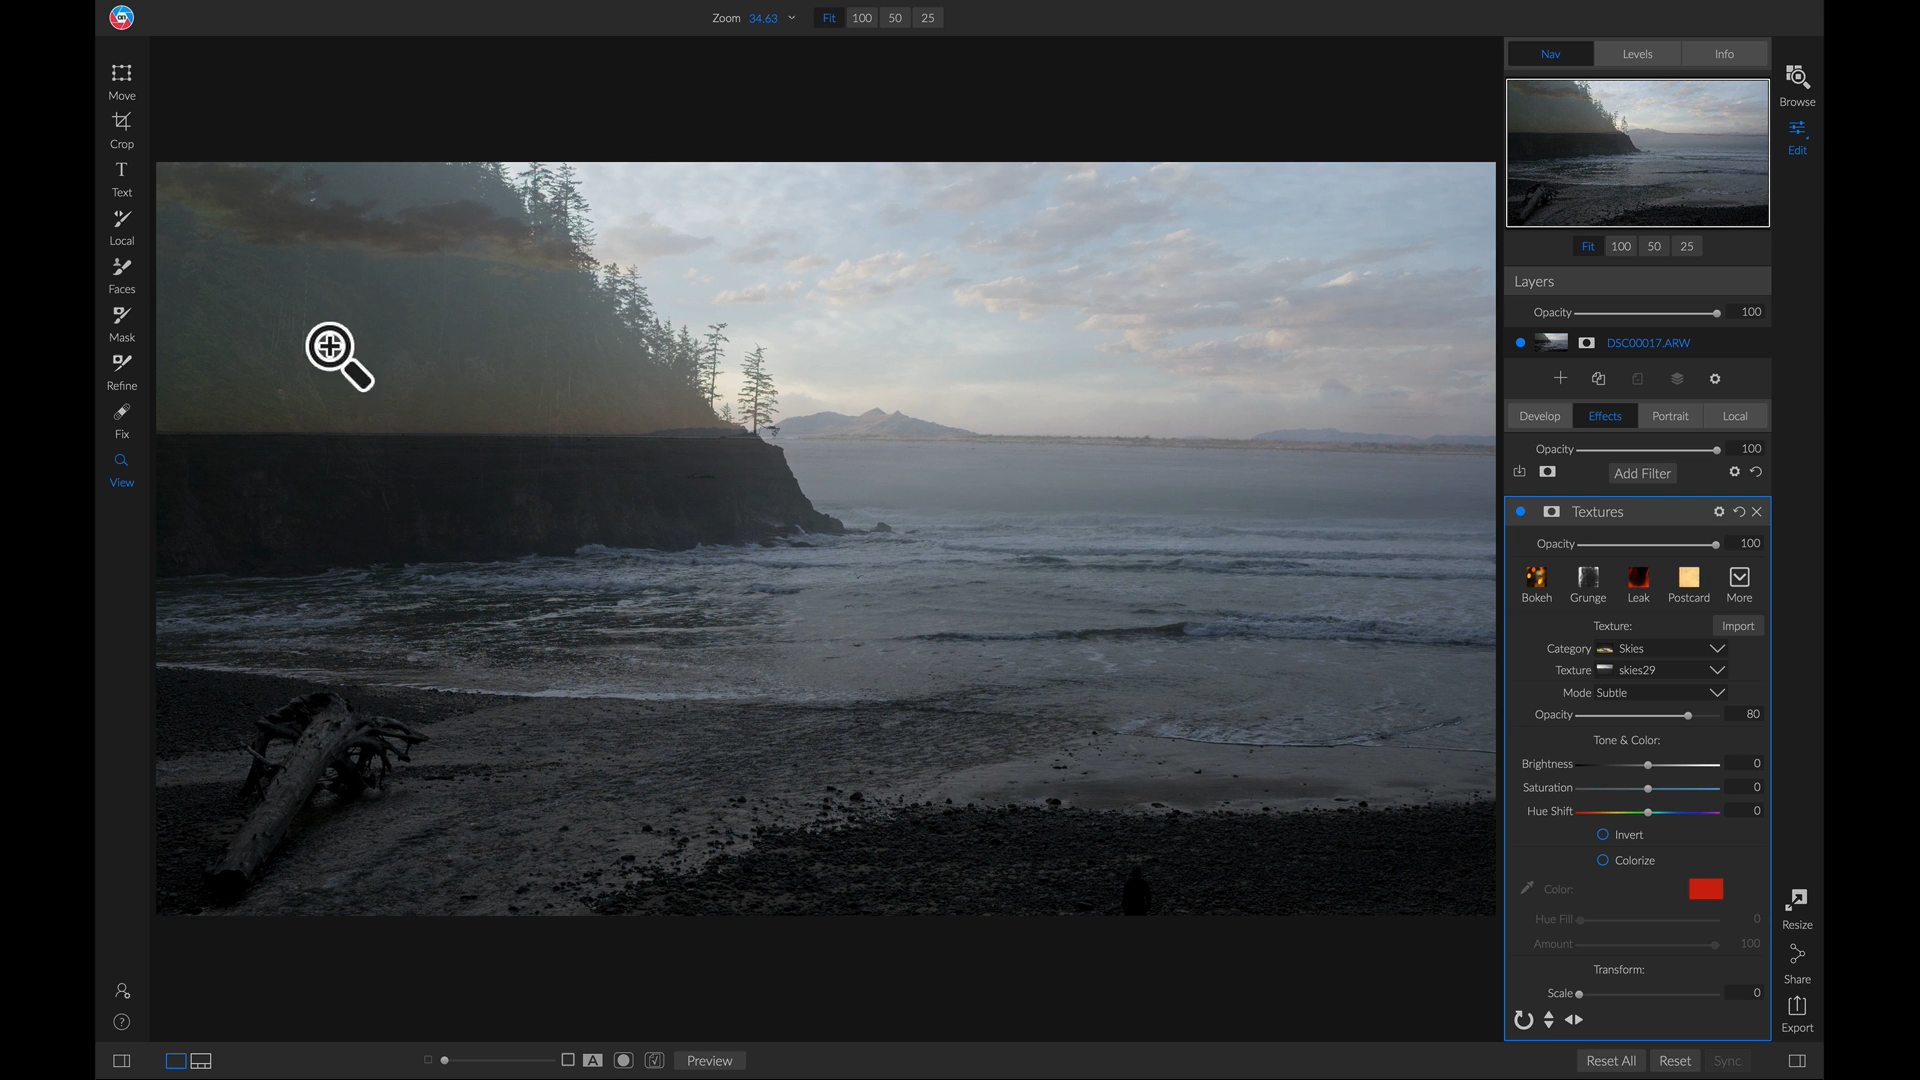 Zoom 34.63 Fit 100 50 25
Move
Crop
Text
Local
Faces
Mask
Refine
Fix
View
Nav Levels Info
Fit 100 50 25
Layers
Opacity 100
DSC00017.ARW
Develop Effects Portrait Local
Opacity 100
Add Filter
Textures
Opacity 100
Bokeh Grunge Leak Postcard More
Texture: Import
Category Skies
Texture skies29
Mode Subtle
Opacity 80
Tone & Color:
Brightness 0
Saturation 0
Hue Shift 0
Invert
Colorize
Color:
Hue Fill 0
Amount 100
Transform:
Scale 0
Browse
Edit
Resize
Share
Export
A Preview
Reset All Reset Sync